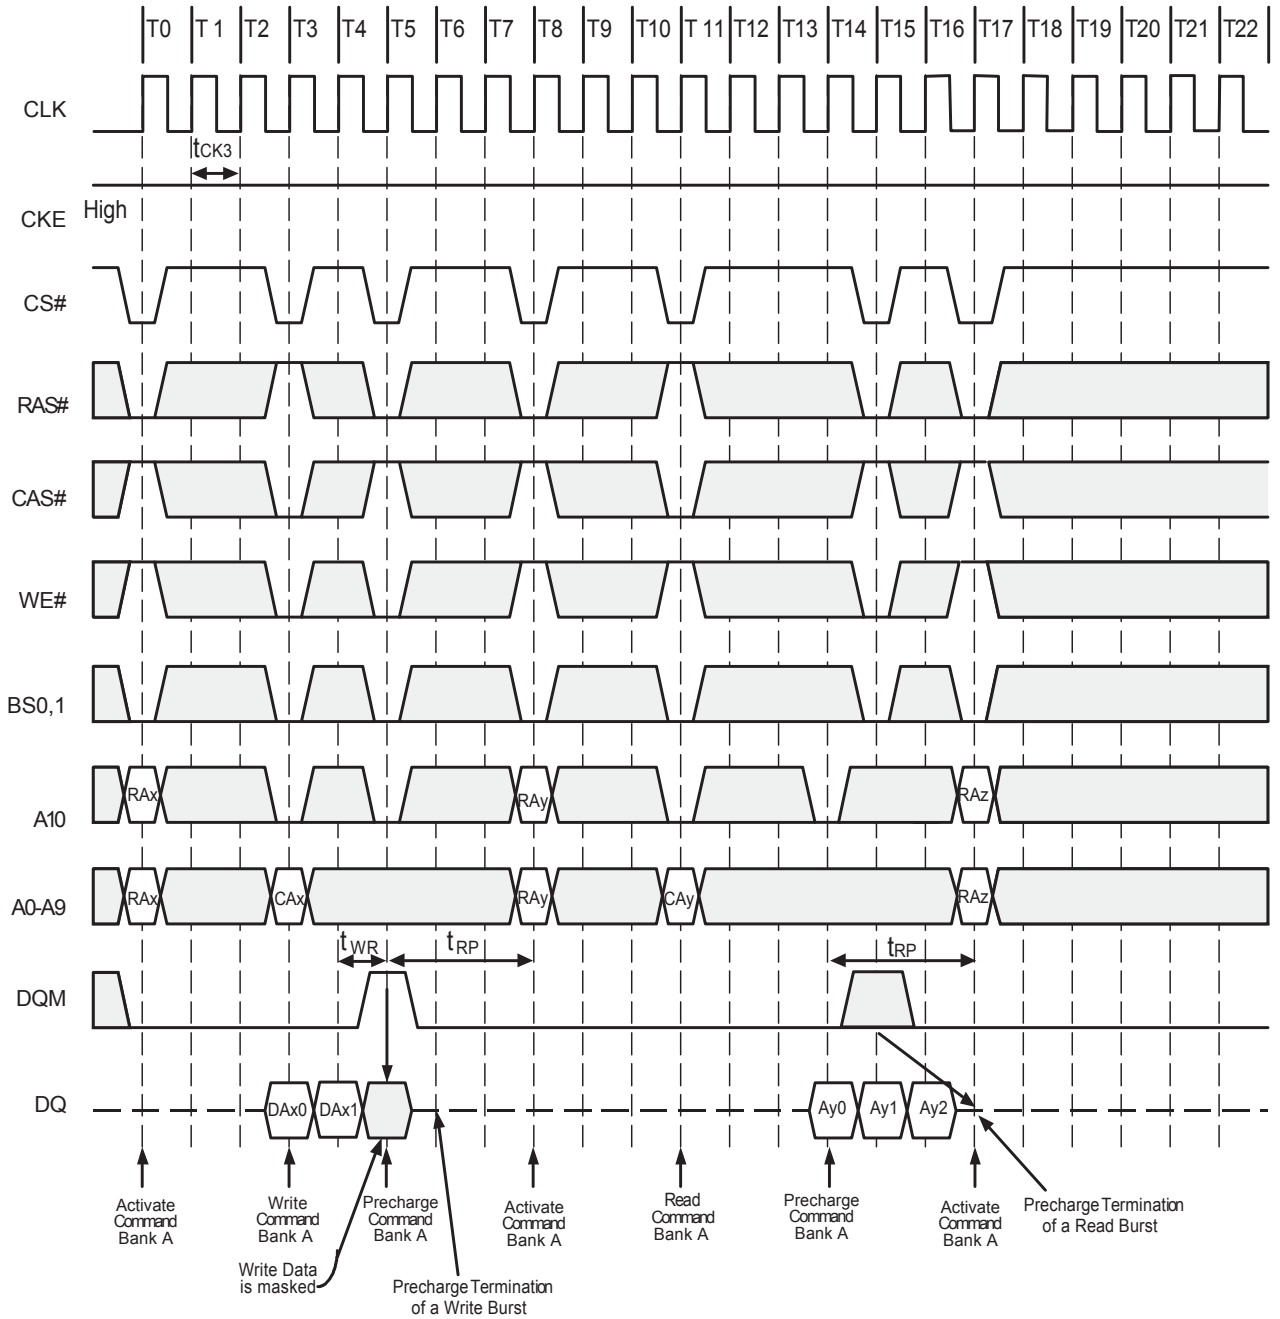 T0 T 1 T2 T3 T4 T5 T6 T7 T8 T9 T10 T 11 T12 T13 T14 T15 T16 T17 T18 T19 T20 T21 T22
CLK
tCK3
High
CKE
CS#
RAS#
CAS#
WE#
BS0,1
RAx RAy RAz
A10
RAx CAx RAy CAy RAz
A0-A9
tWR tRP tRP
DQM
DQ
DAx0 DAx1 Ay0 Ay1 Ay2
Activate
Command
Bank A
Write
Command
Bank A
Precharge
Command
Bank A
Activate
Command
Bank A
Read
Command
Bank A
Precharge
Command
Bank A
Activate
Command
Bank A
Precharge Termination
of a Read Burst
Write Data
is masked
Precharge Termination
of a Write Burst